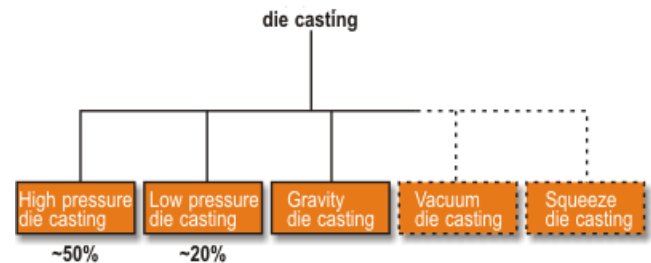 die casting
High pressure
die casting
Low pressure
die casting
Gravity
die casting
Vacuum
die casting
Squeeze
die casting
~50%
~20%